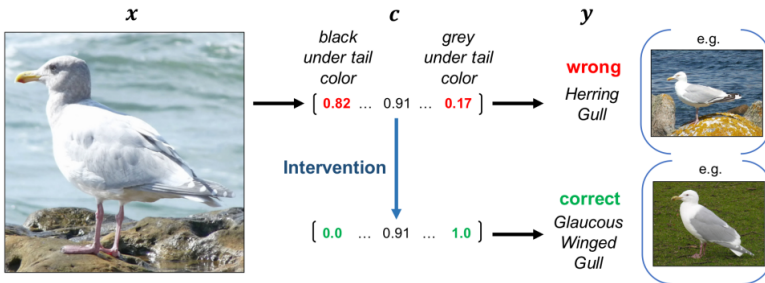 x
c
y
black
under tail
color
grey
under tail
color
[ 0.82 … 0.91 … 0.17 ]
wrong
Herring
Gull
e.g.
Intervention
[ 0.0 … 0.91 … 1.0 ]
correct
Glaucous
Winged
Gull
e.g.